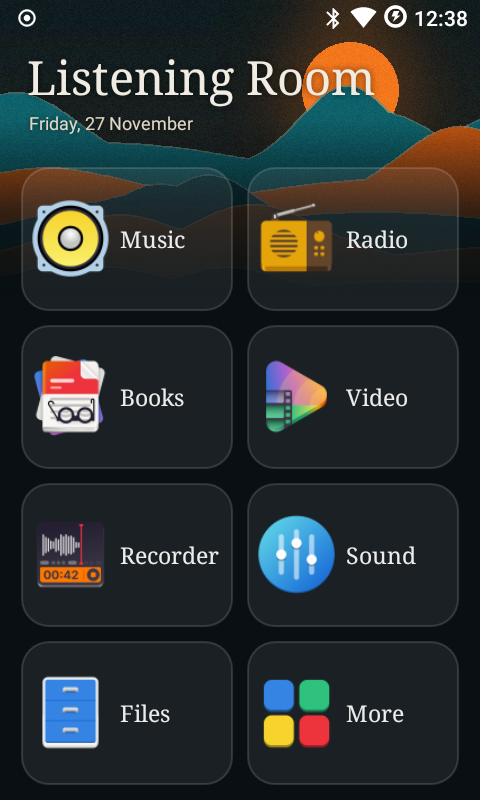 12:38
Listening Room
Friday, 27 November
Music
Radio
Books
Video
Recorder
00:42
Sound
Files
More